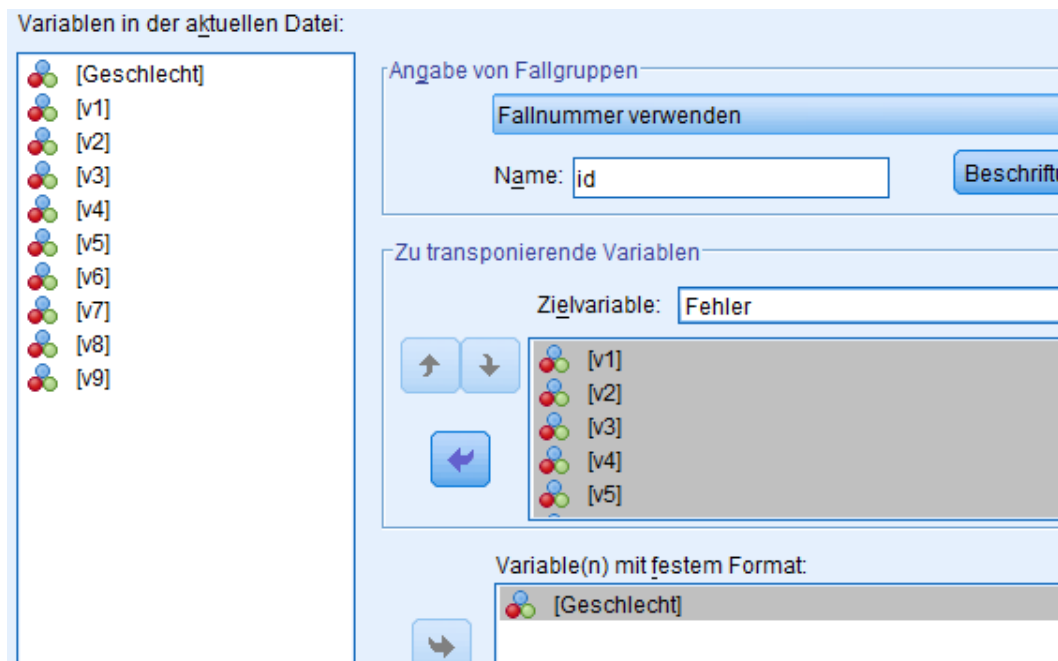 Variablen in der aktuellen Datei:
[Geschlecht]
[v1]
[v2]
[v3]
[v4]
[v5]
[v6]
[v7]
[v8]
[v9]
Angabe von Fallgruppen
Fallnummer verwenden
Name: id
Beschriftu
Zu transponierende Variablen
Zielvariable: Fehler
[v1]
[v2]
[v3]
[v4]
[v5]
Variable(n) mit festem Format:
[Geschlecht]